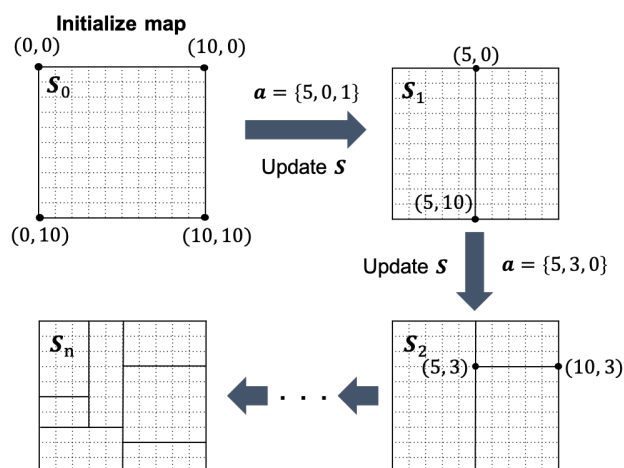 Initialize map
(0,0) (10,0)
S0
(0,10) (10,10)
a = {5,0,1}
Update S
(5,0)
S1
(5,10)
Update S a = {5,3,0}
S2
(5,3) (10,3)
. . .
Sn